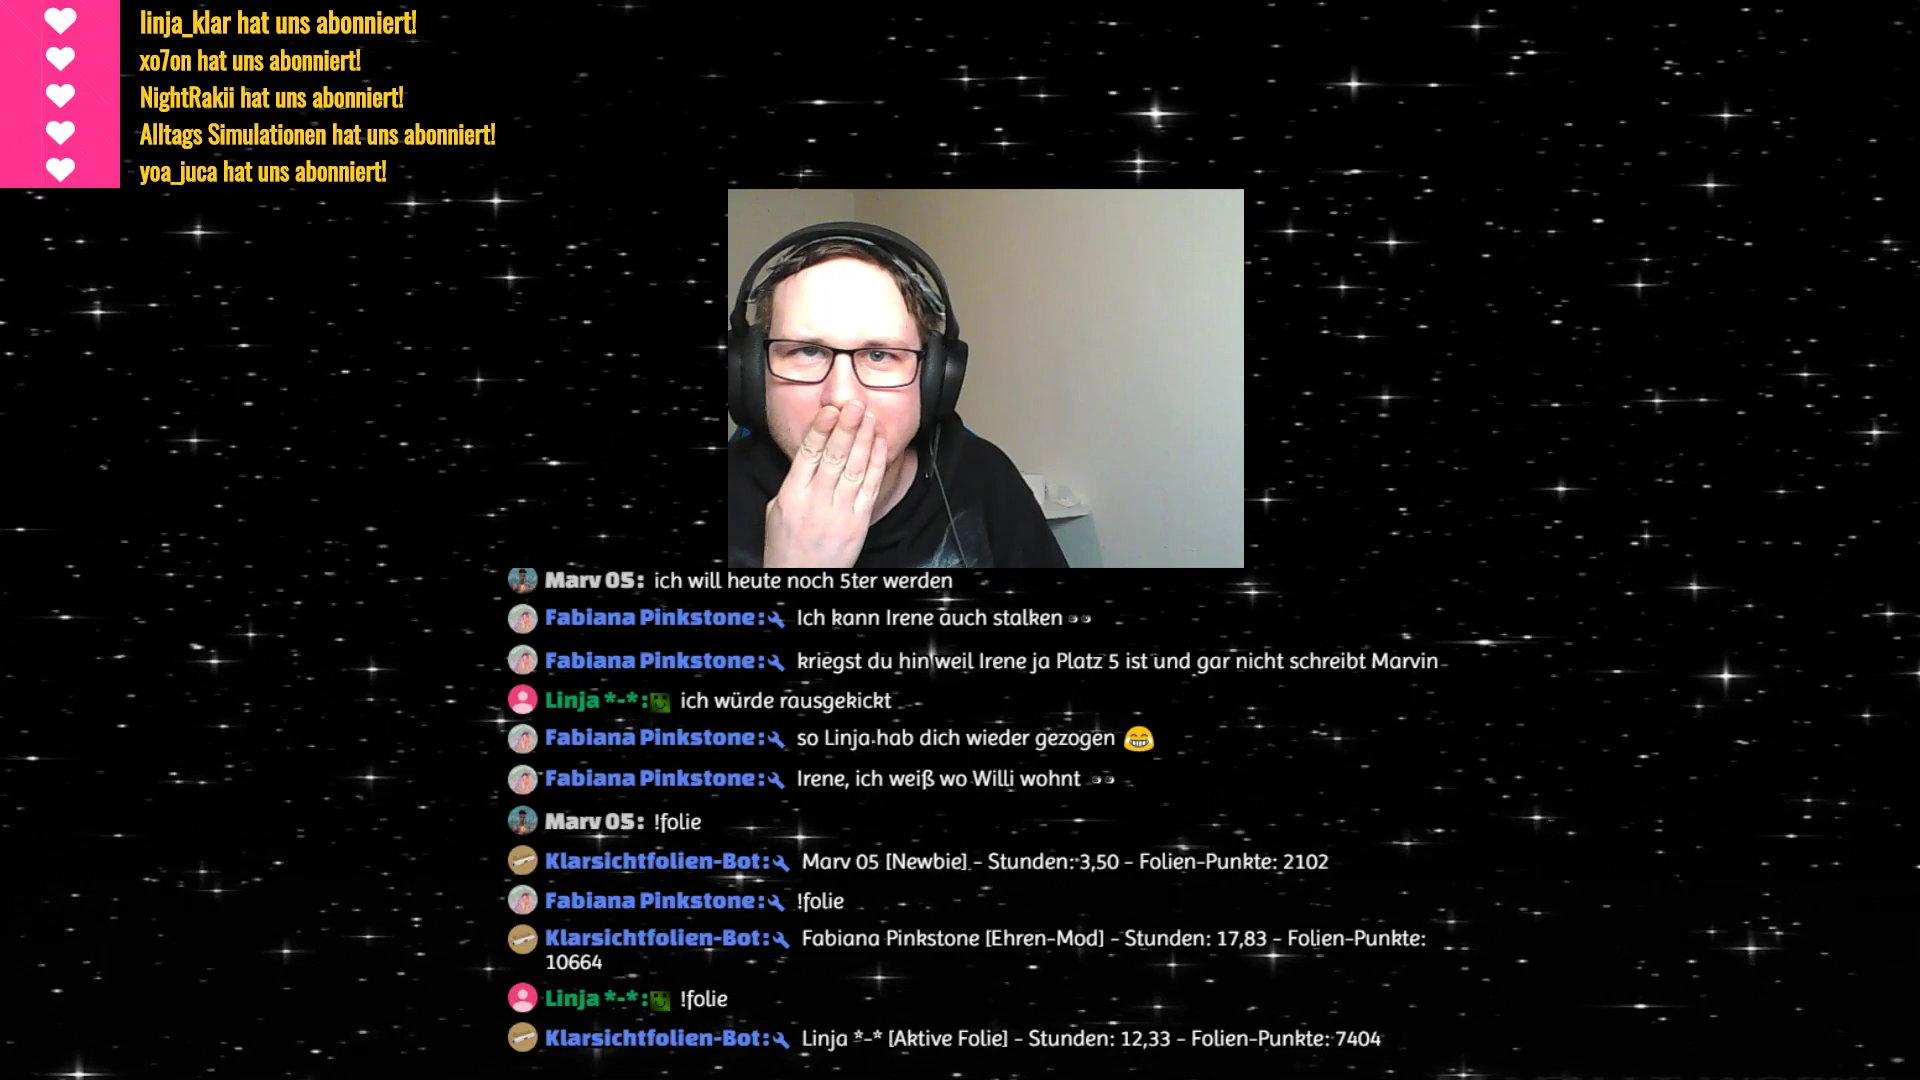 linja_klar hat uns abonniert!
xo7on hat uns abonniert!
NightRakii hat uns abonniert!
Alltags Simulationen hat uns abonniert!
yoa_juca hat uns abonniert!
Marv 05: ich will heute noch 5ter werden
Fabiana Pinkstone: Ich kann Irene auch stalken 👀
Fabiana Pinkstone: kriegst du hin weil Irene ja Platz 5 ist und gar nicht schreibt Marvin
Linja *-*: ich würde rausgekickt
Fabiana Pinkstone: so Linja hab dich wieder gezogen 😂
Fabiana Pinkstone: Irene, ich weiß wo Willi wohnt 👀
Marv 05: !folie
Klarsichtfolien-Bot: Marv 05 [Newbie] - Stunden: 3,50 - Folien-Punkte: 2102
Fabiana Pinkstone: !folie
Klarsichtfolien-Bot: Fabiana Pinkstone [Ehren-Mod] - Stunden: 17,83 - Folien-Punkte:
10664
Linja *-*: !folie
Klarsichtfolien-Bot: Linja *-* [Aktive Folie] - Stunden: 12,33 - Folien-Punkte: 7404